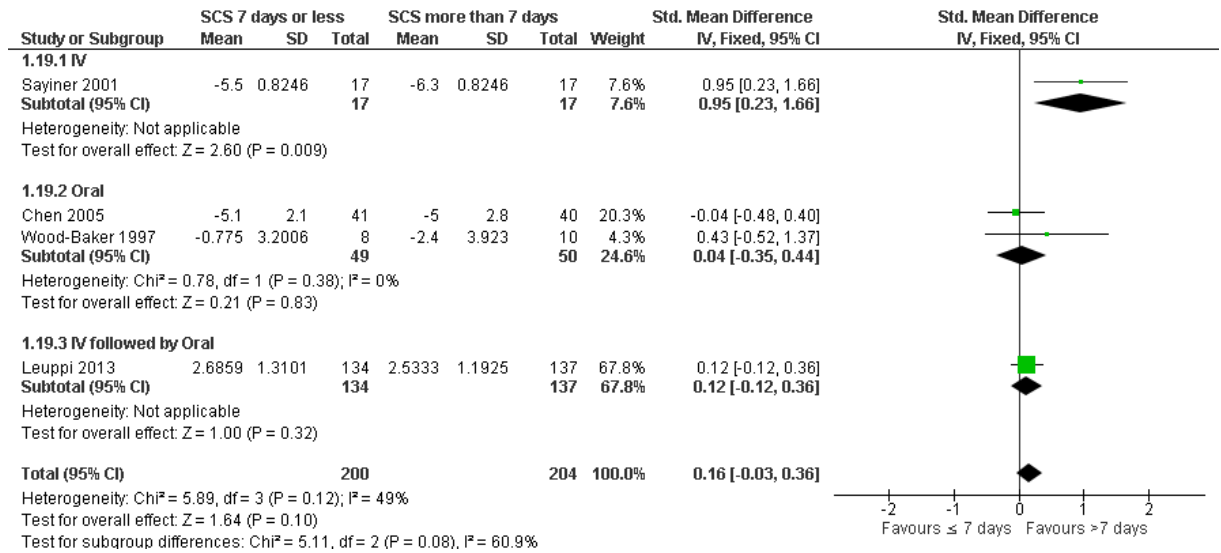 SCS 7 days or less SCS more than 7 days Std. Mean Difference Std. Mean Difference
Study or Subgroup Mean SD Total Mean SD Total Weight IV, Fixed, 95% CI IV, Fixed, 95% CI
1.19.1 IV
Sayiner 2001 -5.5 0.8246 17 -6.3 0.8246 17 7.6% 0.95 [0.23, 1.66]
Subtotal (95% CI) 17 17 7.6% 0.95 [0.23, 1.66]
Heterogeneity: Not applicable
Test for overall effect: Z = 2.60 (P = 0.009)
1.19.2 Oral
Chen 2005 -5.1 2.1 41 -5 2.8 40 20.3% -0.04 [-0.48, 0.40]
Wood-Baker 1997 -0.775 3.2006 8 -2.4 3.923 10 4.3% 0.43 [-0.52, 1.37]
Subtotal (95% CI) 49 50 24.6% 0.04 [-0.35, 0.44]
Heterogeneity: Chi² = 0.78, df = 1 (P = 0.38); I² = 0%
Test for overall effect: Z = 0.21 (P = 0.83)
1.19.3 IV followed by Oral
Leuppi 2013 2.6859 1.3101 134 2.5333 1.1925 137 67.8% 0.12 [-0.12, 0.36]
Subtotal (95% CI) 134 137 67.8% 0.12 [-0.12, 0.36]
Heterogeneity: Not applicable
Test for overall effect: Z = 1.00 (P = 0.32)
Total (95% CI) 200 204 100.0% 0.16 [-0.03, 0.36]
Heterogeneity: Chi² = 5.89, df = 3 (P = 0.12); I² = 49%
Test for overall effect: Z = 1.64 (P = 0.10)
Test for subgroup differences: Chi² = 5.11, df = 2 (P = 0.08), I² = 60.9%
-2 -1 0 1 2
Favours ≤ 7 days Favours >7 days